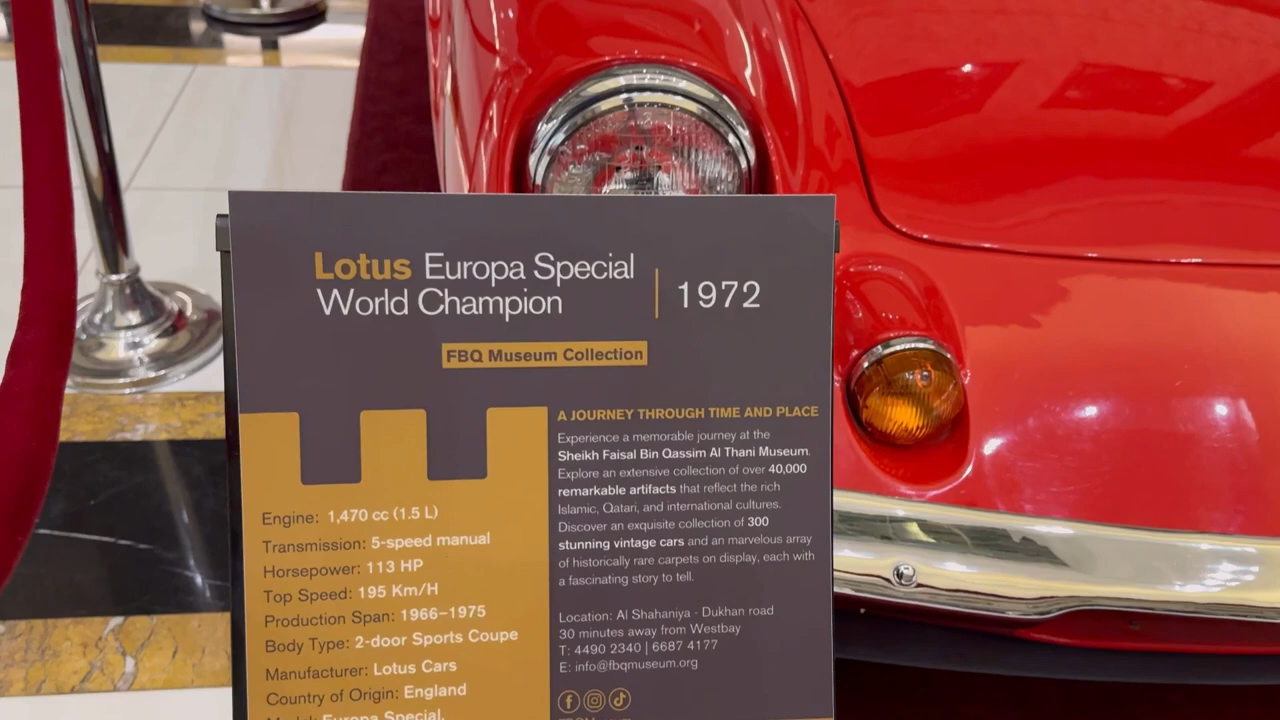 Lotus Europa Special
World Champion
1972
FBQ Museum Collection
Engine: 1,470 cc (1.5 L)
Transmission: 5-speed manual
Horsepower: 113 HP
Top Speed: 195 Km/H
Production Span: 1966–1975
Body Type: 2-door Sports Coupe
Manufacturer: Lotus Cars
Country of Origin: England
Europa Special,
A JOURNEY THROUGH TIME AND PLACE
Experience a memorable journey at the
Sheikh Faisal Bin Qassim Al Thani Museum.
Explore an extensive collection of over 40,000
remarkable artifacts that reflect the rich
Islamic, Qatari, and international cultures.
Discover an exquisite collection of 300
stunning vintage cars and an marvelous array
of historically rare carpets on display, each with
a fascinating story to tell.
Location: Al Shahaniya - Dukhan road
30 minutes away from Westbay
T: 4490 2340 | 6687 4177
E: info@fbqmuseum.org